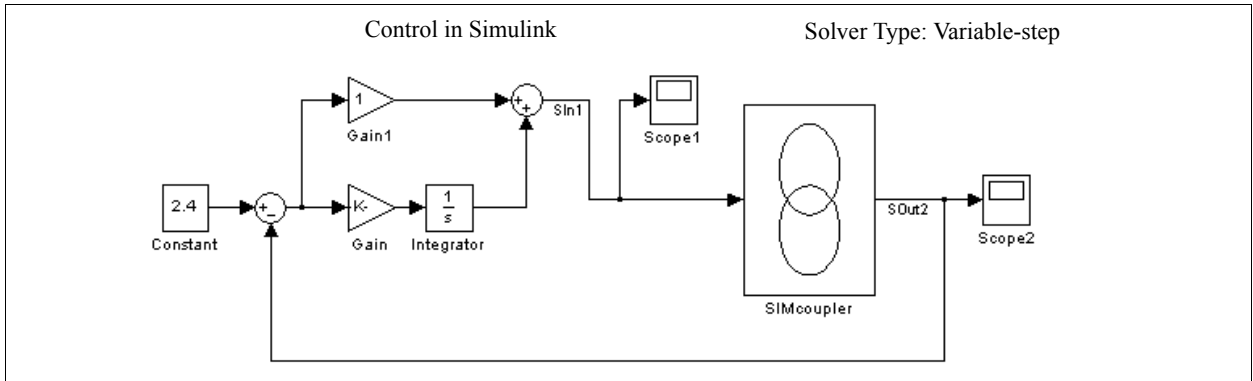 Control in Simulink
Solver Type: Variable-step
1
Gain1
++
SIn1
Scope1
2.4
Constant
+-
K-
Gain
1
s
Integrator
SIMcoupler
SOut2
Scope2